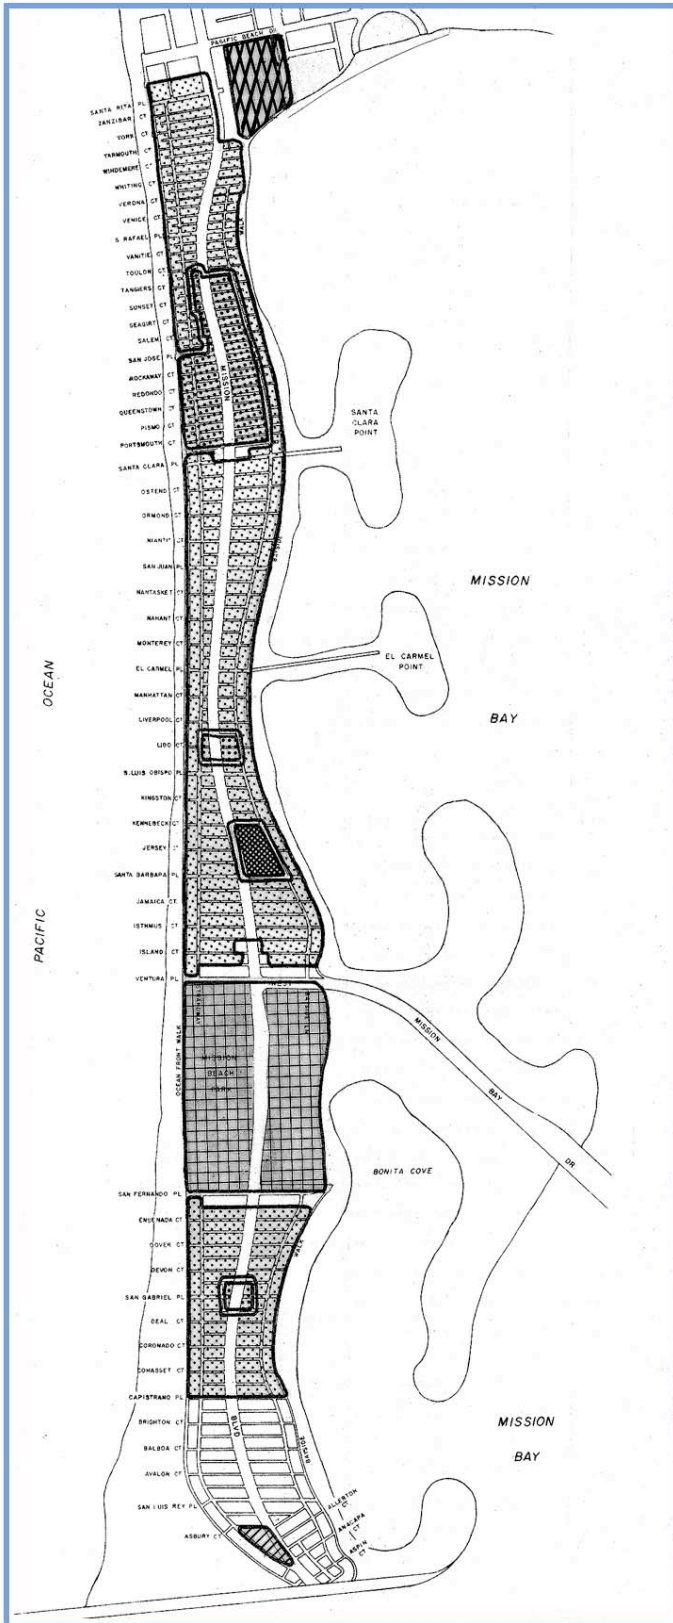 PACIFIC BEACH DR
SANTA RITA PL
ZANZIBAR CT
YORK CT
YARMOUTH CT
WINDEMERE CT
WHITING CT
VERONA CT
VENICE CT
S RAFAEL PL
VANITIE CT
TOULON CT
TANGIERS CT
SUNSET CT
SEAGIRT CT
SALEM CT
SAN JOSE PL
ROCKAWAY CT
REDONDO CT
QUEENSTOWN CT
PISMO CT
PORTSMOUTH CT
SANTA CLARA PL
OSTEND CT
ORMOND CT
NIANTIC CT
SAN JUAN PL
NANTASKET CT
NAHANT CT
MONTEREY CT
EL CARMEL PL
MANHATTAN CT
LIVERPOOL CT
LIDO CT
S. LUIS OBISPO PL
KINGSTON CT
KENNEBECK CT
JERSEY CT
SANTA BARBARA PL
JAMAICA CT.
ISTHMUS CT
ISLAND CT
VENTURA PL
SAN FERNANDO PL
ENSENADA CT
DOVER CT
DEVON CT
SAN GABRIEL PL
DEAL CT
CORONADO CT
COHASSET CT
CAPISTRANO PL
BRIGHTON CT
BALBOA CT
AVALON CT
SAN LUIS REY PL
ASBURY CT
WALK
MISSION
SANTA
CLARA
POINT
BAYSIDE
MISSION
BAY
EL CARMEL
POINT
OCEAN
PACIFIC
WEST
STRANDWAY
BAYSIDE LN
OCEAN FRONT WALK
MISSION
BEACH
PARK
MISSION
BAY
DR
BONITA COVE
WALK
BLVD
BAYSIDE
MISSION
BAY
ALLERTON
CT
ANACAPA
CT
ASPIN
CT